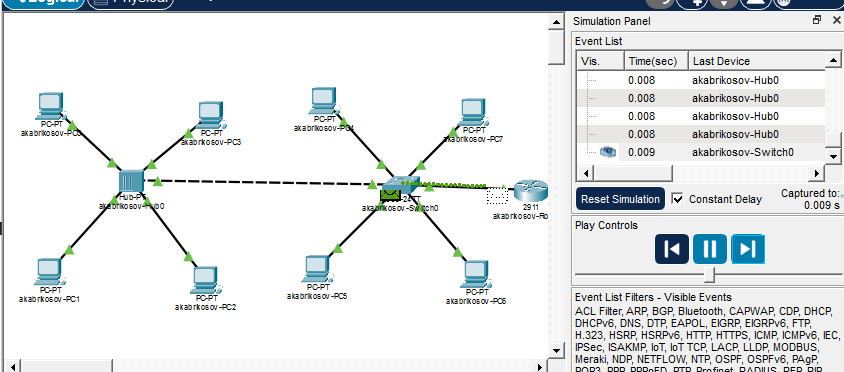 Logical
Physical
Simulation Panel
Event List
Vis. Time(sec) Last Device
0.008 akabrikosov-Hub0
0.008 akabrikosov-Hub0
0.008 akabrikosov-Hub0
0.008 akabrikosov-Hub0
0.009 akabrikosov-Switch0
Reset Simulation Constant Delay Captured to:
0.009 s
Play Controls
Event List Filters - Visible Events
ACL Filter, ARP, BGP, Bluetooth, CAPWAP, CDP, DHCP,
DHCPv6, DNS, DTP, EAPOL, EIGRP, EIGRPv6, FTP,
H.323, HSRP, HSRPv6, HTTP, HTTPS, ICMP, ICMPv6, IEC,
IPSec, ISAKMP, IoT, IoT TCP, LACP, LLDP, MODBUS,
Meraki, NDP, NETFLOW, NTP, OSPF, OSPFv6, PAgP,
POP3, PPP, PPPoED, PTP, Profinet, RADIUS, REP, RIP,
PC-PT
akabrikosov-PC0
PC-PT
akabrikosov-PC3
PC-PT
akabrikosov-PC4
PC-PT
akabrikosov-PC7
Hub-PT
akabrikosov-Hub0
akabrikosov-Switch0
2911
akabrikosov-Ro
PC-PT
akabrikosov-PC1
PC-PT
akabrikosov-PC2
PC-PT
akabrikosov-PC5
PC-PT
akabrikosov-PC6